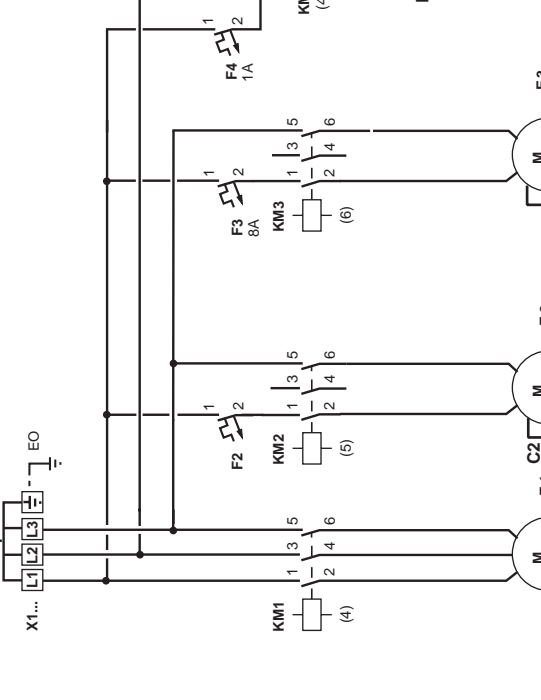 X1... L1 L2 L3 EO
1 1 1
F2 2 F3 2 F4 2
8A 1A
KM1 1 3 5 KM2 1 3 5 KM3 1 3 5
2 4 6 2 4 6 2 4 6
(4) (5) (6)
C2
M M M